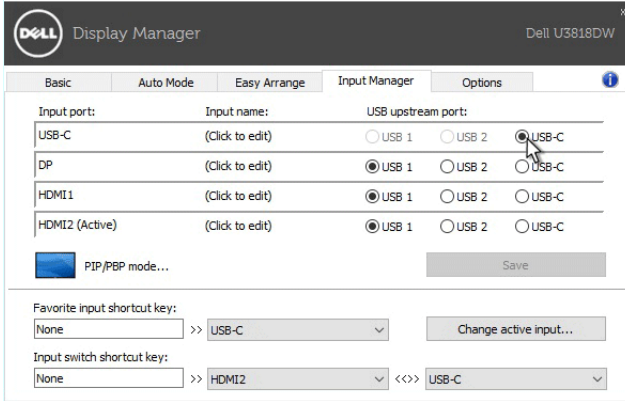 DELL Display Manager Dell U3818DW
Basic Auto Mode Easy Arrange Input Manager Options
Input port: Input name: USB upstream port:
USB-C (Click to edit) USB 1 USB 2 USB-C
DP (Click to edit) USB 1 USB 2 USB-C
HDMI1 (Click to edit) USB 1 USB 2 USB-C
HDMI2 (Active) (Click to edit) USB 1 USB 2 USB-C
PIP/PBP mode... Save
Favorite input shortcut key:
None >> USB-C Change active input...
Input switch shortcut key:
None >> HDMI2 <<>> USB-C